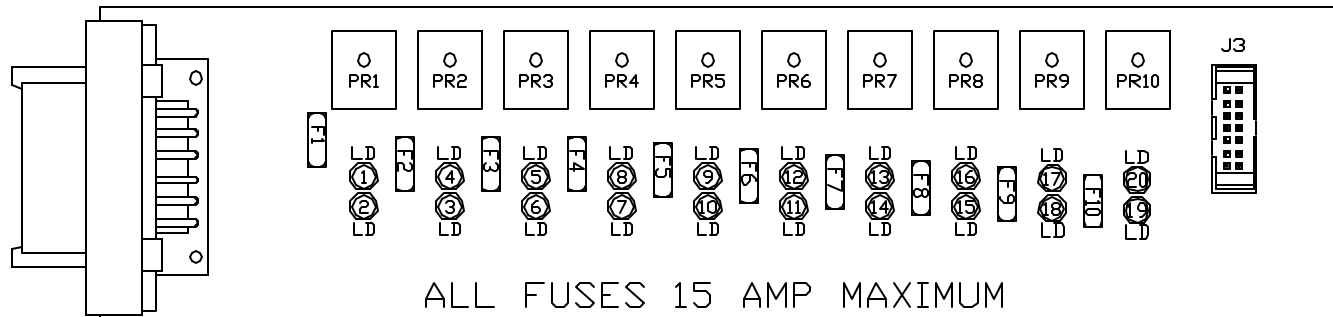 J3
PR1 PR2 PR3 PR4 PR5 PR6 PR7 PR8 PR9 PR10
F1 F2 F3 F4 F5 F6 F7 F8 F9 F10
LD LD LD LD LD LD LD LD LD LD
1 4 5 8 9 12 13 16 17 20
2 3 6 7 10 11 14 15 18 19
LD LD LD LD LD LD LD LD LD LD
ALL FUSES 15 AMP MAXIMUM